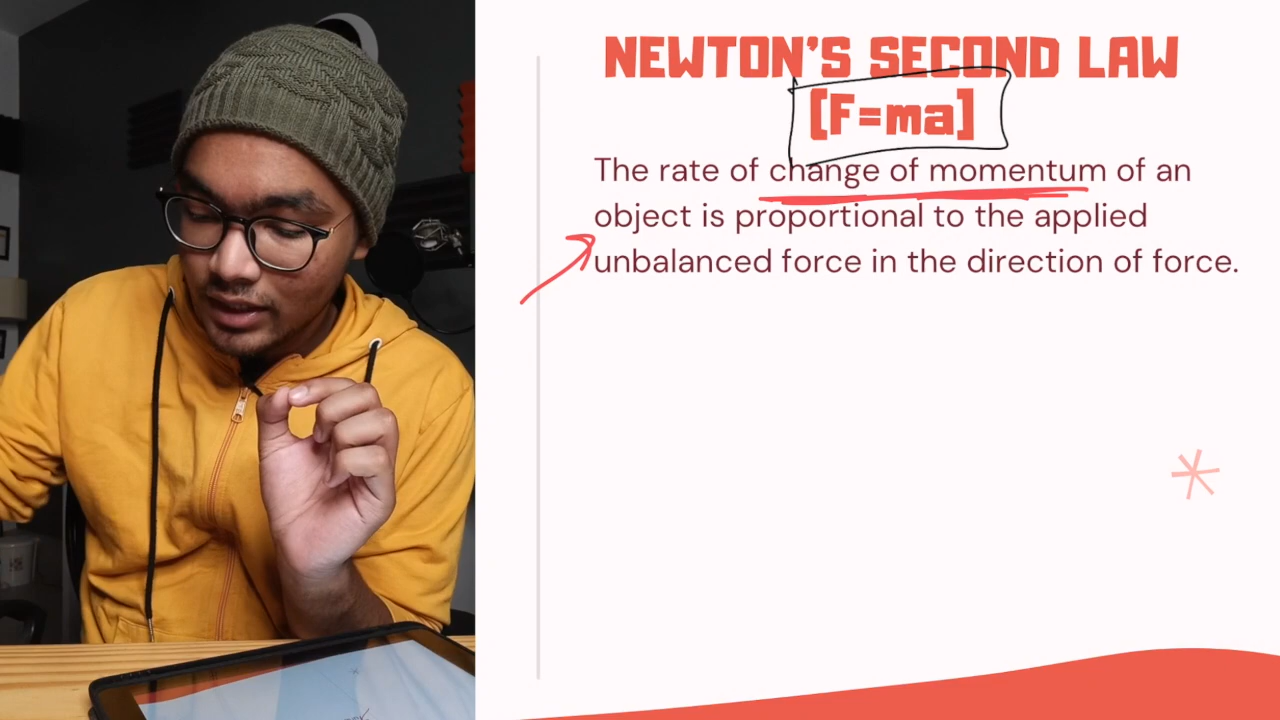 NEWTON'S SECOND LAW
[F=ma]
The rate of change of momentum of an
object is proportional to the applied
unbalanced force in the direction of force.